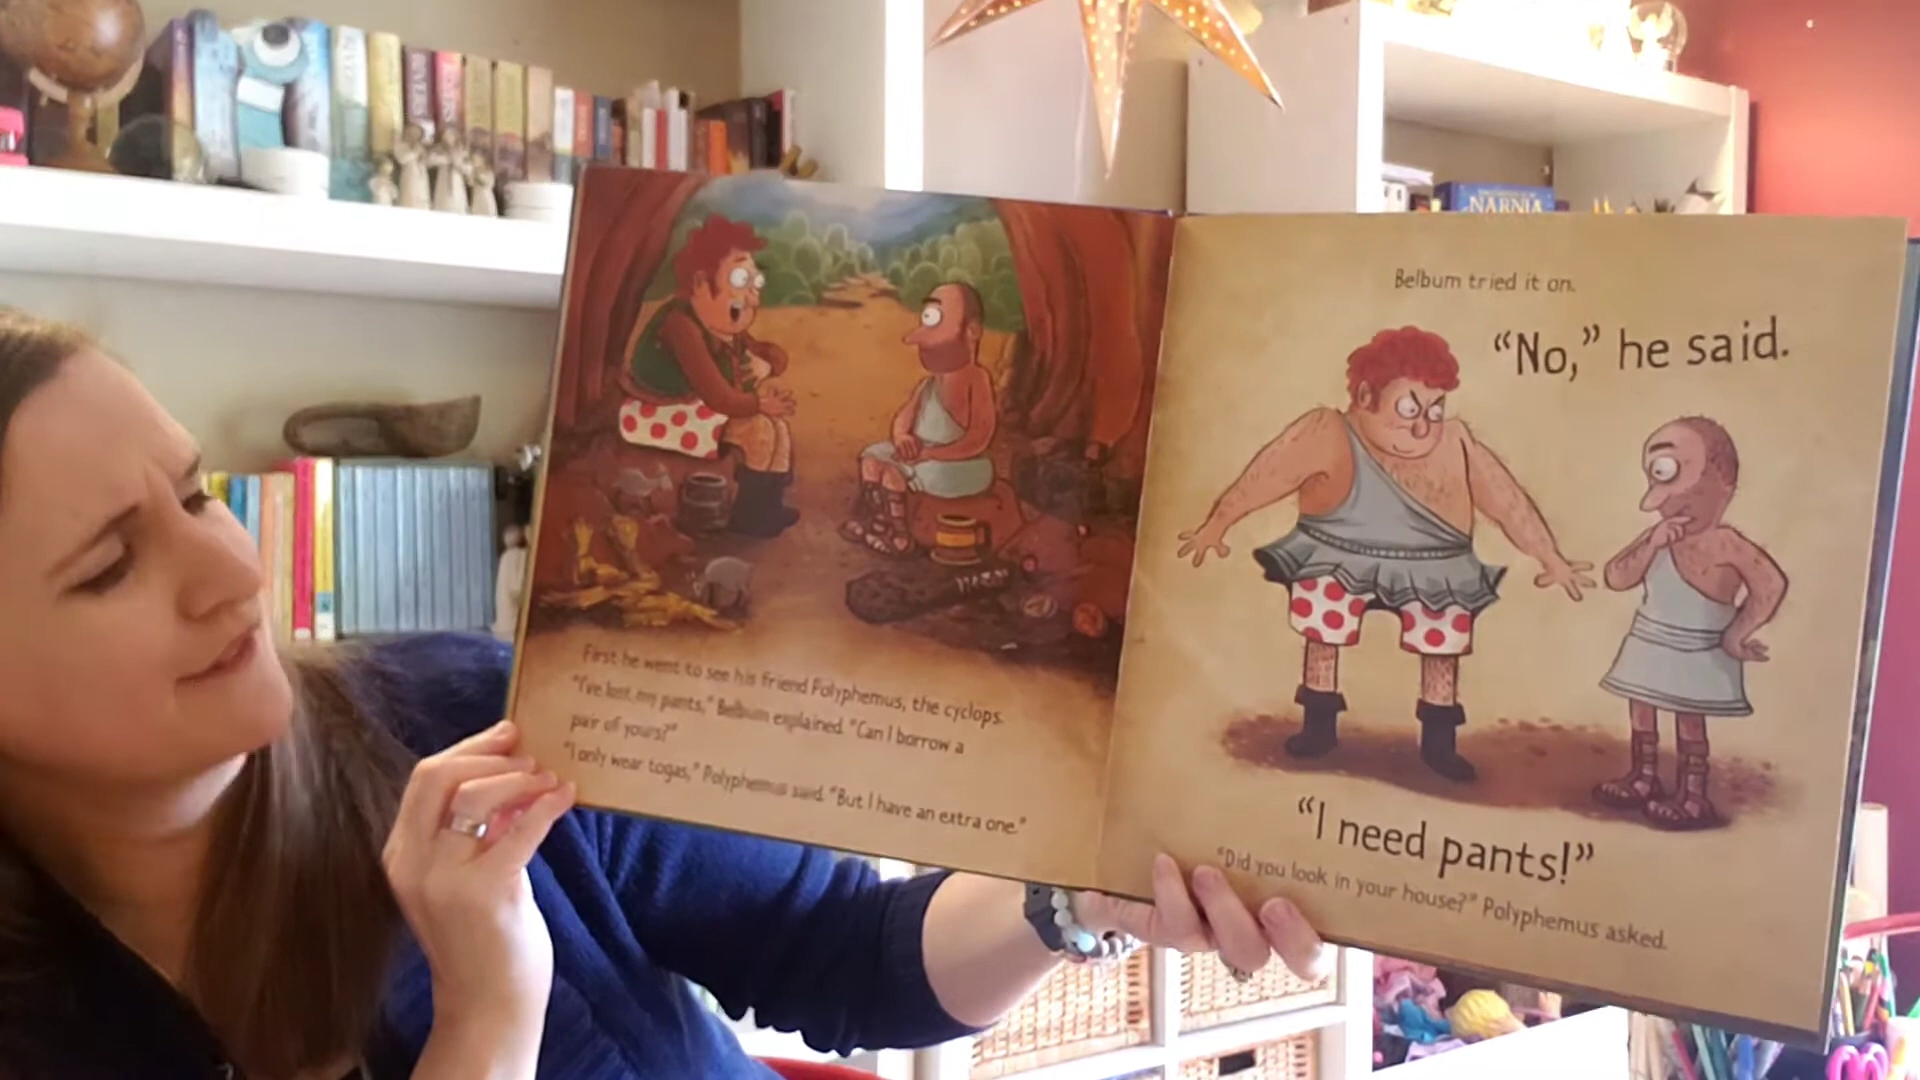 NARNIA
First he went to see his friend Polyphemus, the cyclops.
"I've lost my pants," Belbum explained. "Can I borrow a
pair of yours?"
"I only wear togas," Polyphemus said. "But I have an extra one."
Belbum tried it on.
"No," he said.
"I need pants!"
"Did you look in your house?" Polyphemus asked.